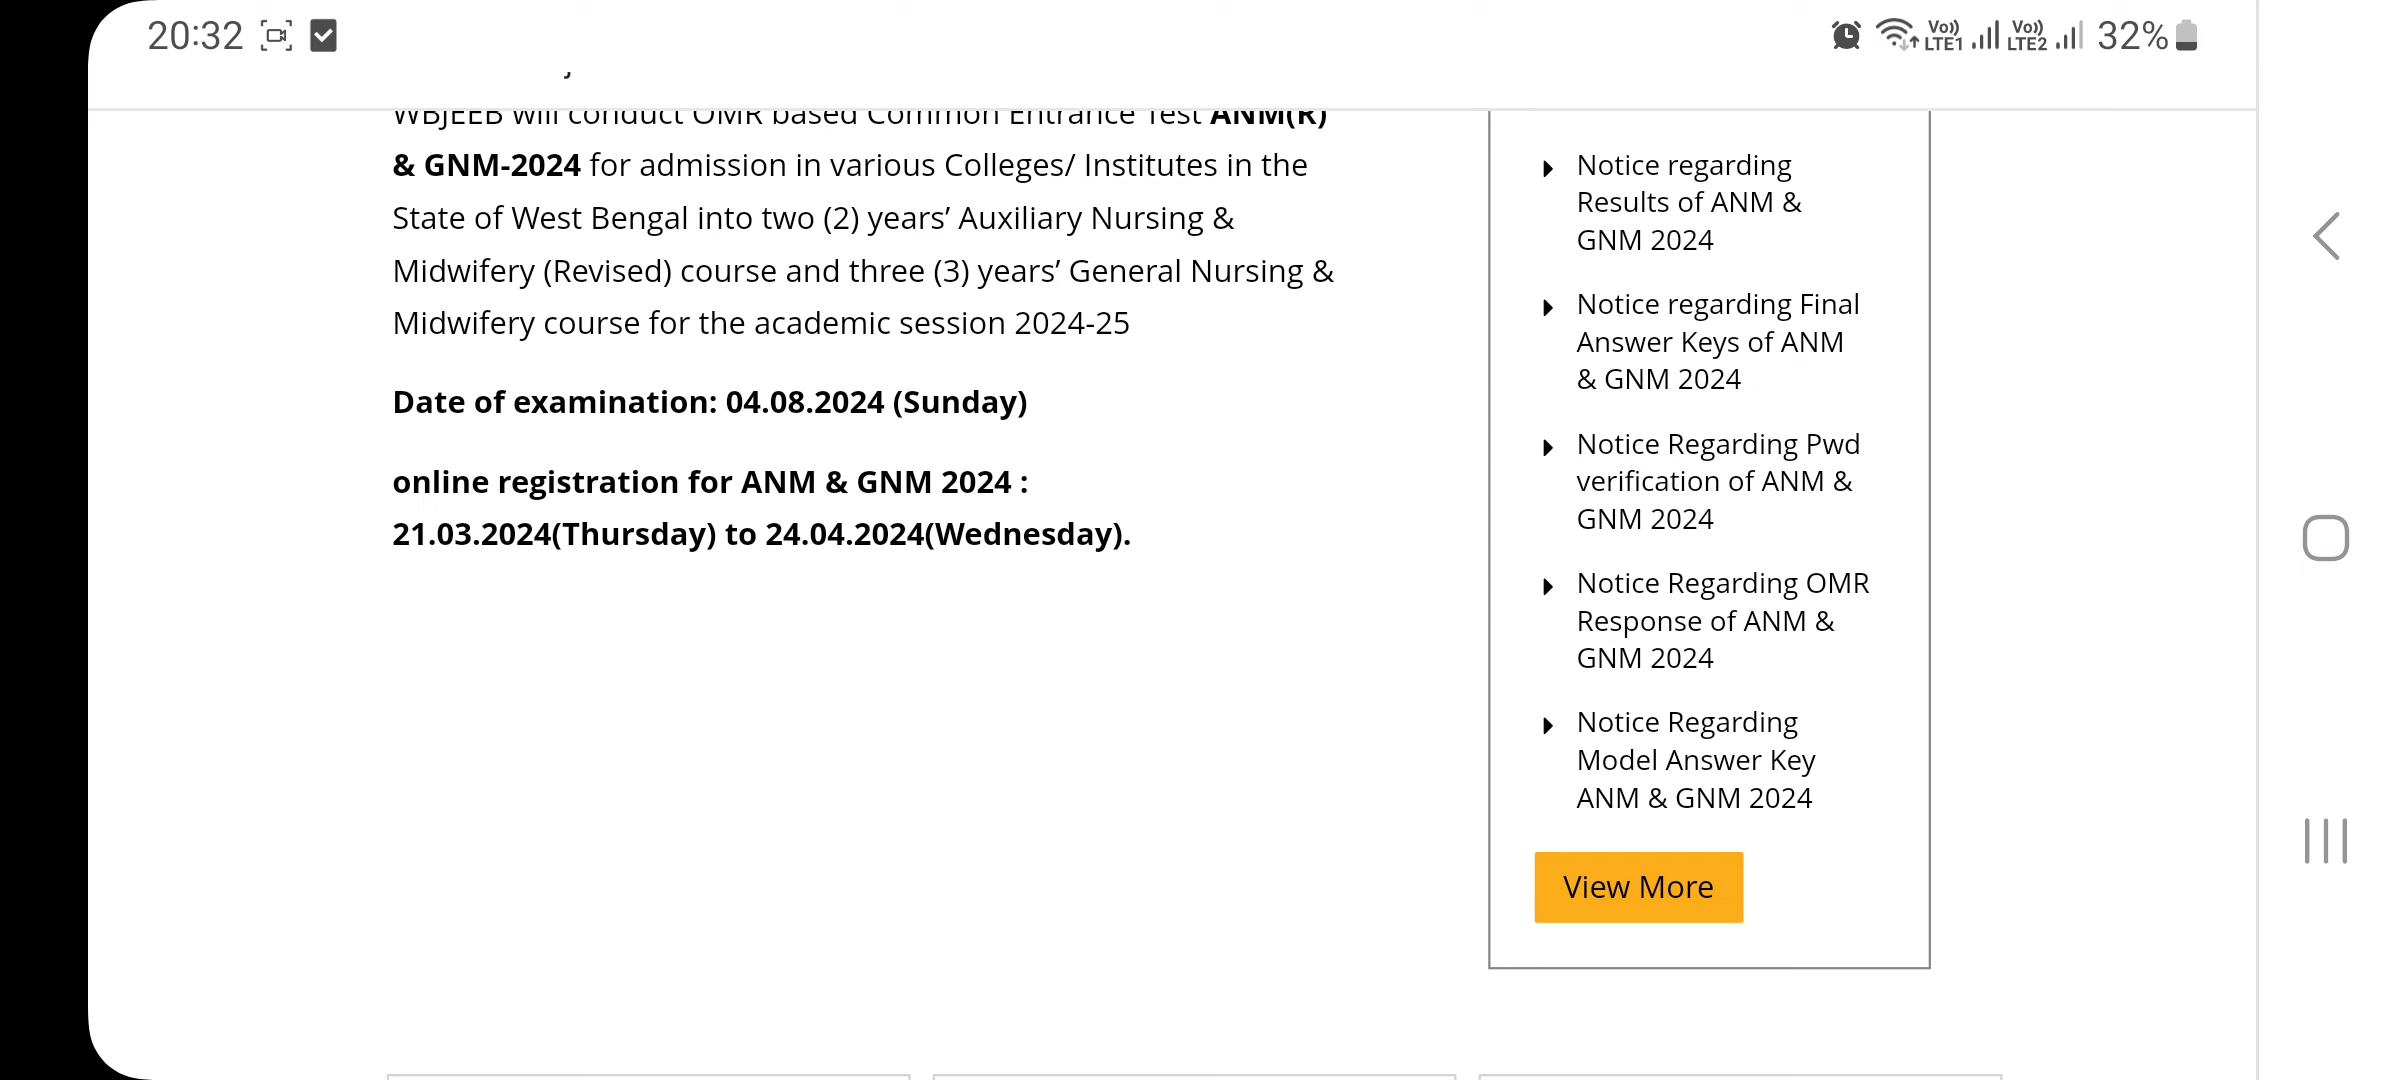 20:32
Vo)) LTE1 Vo)) LTE2 32%
WBJEEB will conduct OMR based Common Entrance Test ANM(R)
& GNM-2024 for admission in various Colleges/ Institutes in the
State of West Bengal into two (2) years’ Auxiliary Nursing &
Midwifery (Revised) course and three (3) years’ General Nursing &
Midwifery course for the academic session 2024-25
Date of examination: 04.08.2024 (Sunday)
online registration for ANM & GNM 2024 :
21.03.2024(Thursday) to 24.04.2024(Wednesday).
Notice regarding
Results of ANM &
GNM 2024
Notice regarding Final
Answer Keys of ANM
& GNM 2024
Notice Regarding Pwd
verification of ANM &
GNM 2024
Notice Regarding OMR
Response of ANM &
GNM 2024
Notice Regarding
Model Answer Key
ANM & GNM 2024
View More